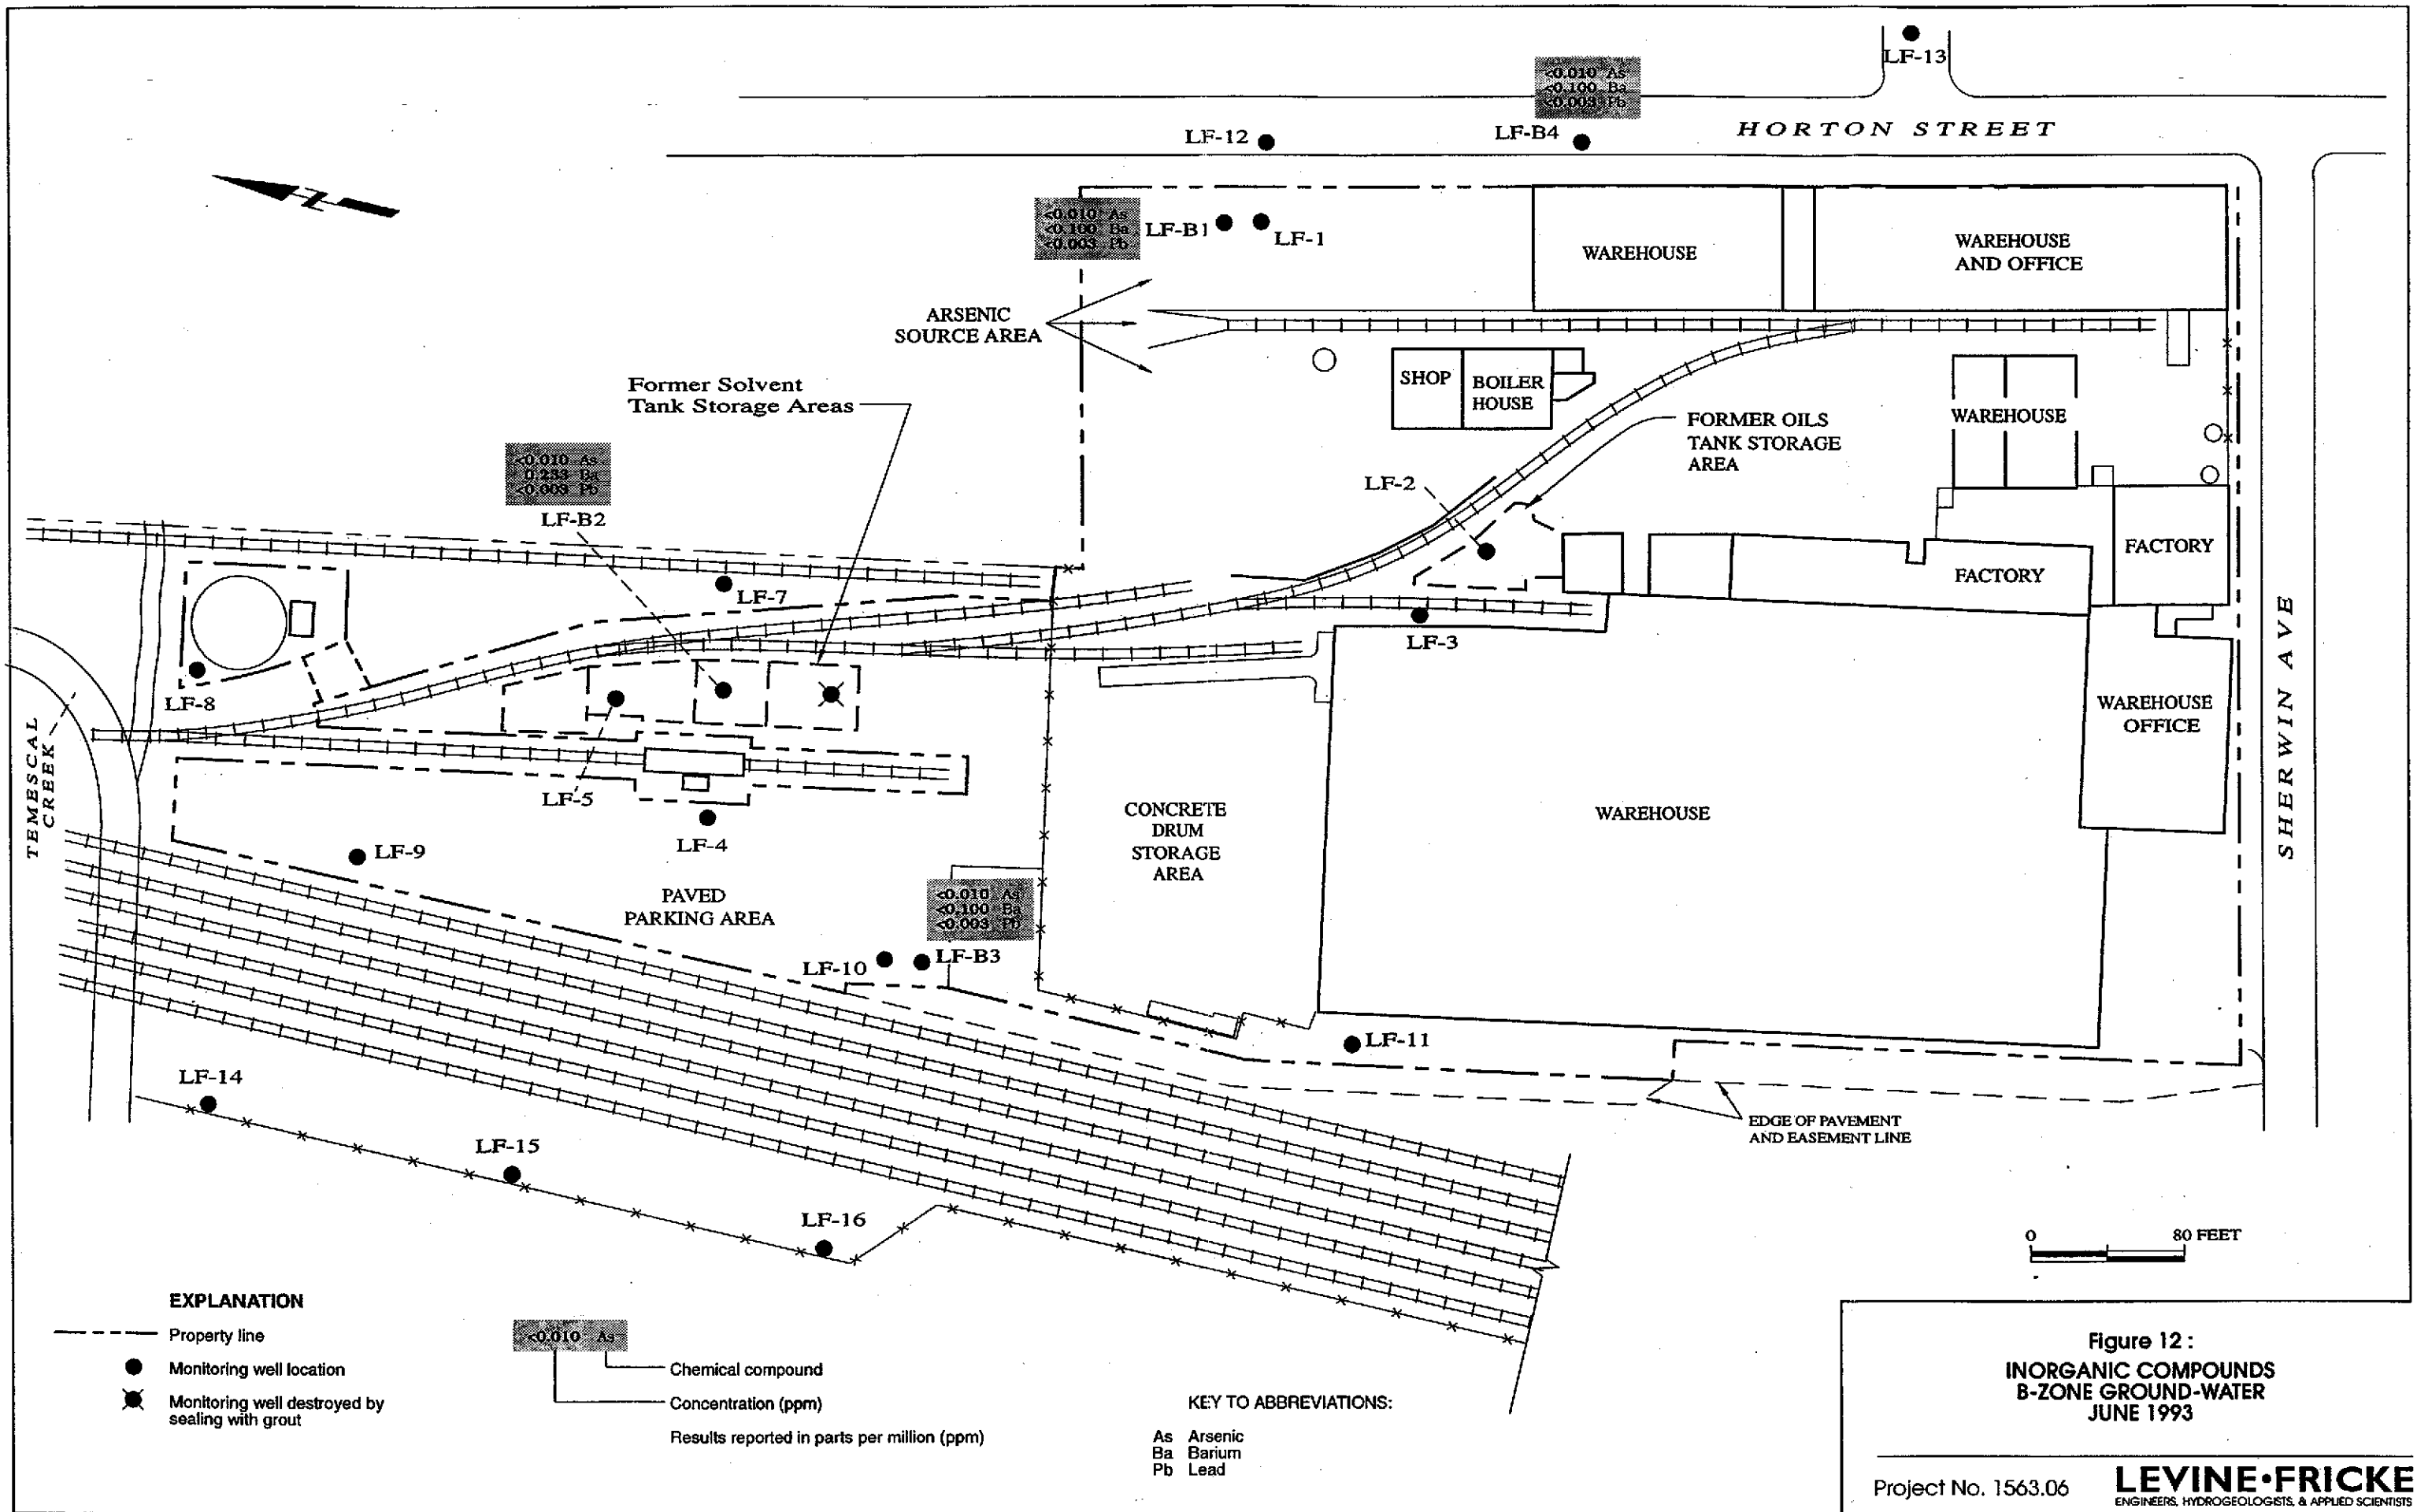 LF-13
<0.010 As
<0.100 Ba
<0.003 Pb
LF-12
LF-B4
HORTON STREET
<0.010 As
<0.100 Ba
<0.003 Pb
LF-B1
LF-1
WAREHOUSE
WAREHOUSE
AND OFFICE
ARSENIC
SOURCE AREA
Former Solvent
Tank Storage Areas
SHOP
BOILER
HOUSE
WAREHOUSE
FORMER OILS
TANK STORAGE
AREA
<0.010 As
0.233 Ba
<0.003 Pb
LF-B2
LF-2
FACTORY
FACTORY
LF-7
LF-3
LF-8
WAREHOUSE
OFFICE
SHERWIN AVE
TEMESCAL
CREEK
LF-5
LF-4
LF-9
CONCRETE
DRUM
STORAGE
AREA
WAREHOUSE
PAVED
PARKING AREA
<0.010 As
<0.100 Ba
<0.003 Pb
LF-10
LF-B3
LF-11
LF-14
LF-15
LF-16
EDGE OF PAVEMENT
AND EASEMENT LINE
0 80 FEET
EXPLANATION
Property line
Monitoring well location
Monitoring well destroyed by
sealing with grout
<0.010 As
Chemical compound
Concentration (ppm)
Results reported in parts per million (ppm)
KEY TO ABBREVIATIONS:
As Arsenic
Ba Barium
Pb Lead
Figure 12 :
INORGANIC COMPOUNDS
B-ZONE GROUND-WATER
JUNE 1993
Project No. 1563.06
LEVINE•FRICKE
ENGINEERS, HYDROGEOLOGISTS, & APPLIED SCIENTISTS